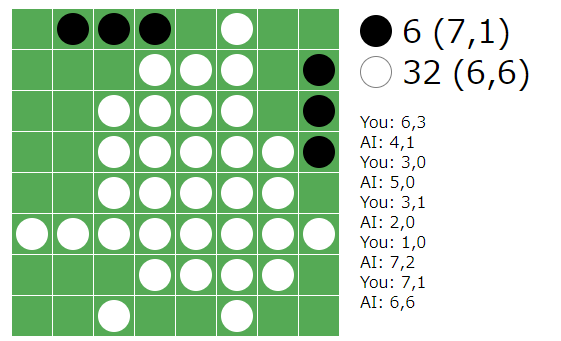 6 (7,1)
32 (6,6)
You: 6,3
AI: 4,1
You: 3,0
AI: 5,0
You: 3,1
AI: 2,0
You: 1,0
AI: 7,2
You: 7,1
AI: 6,6